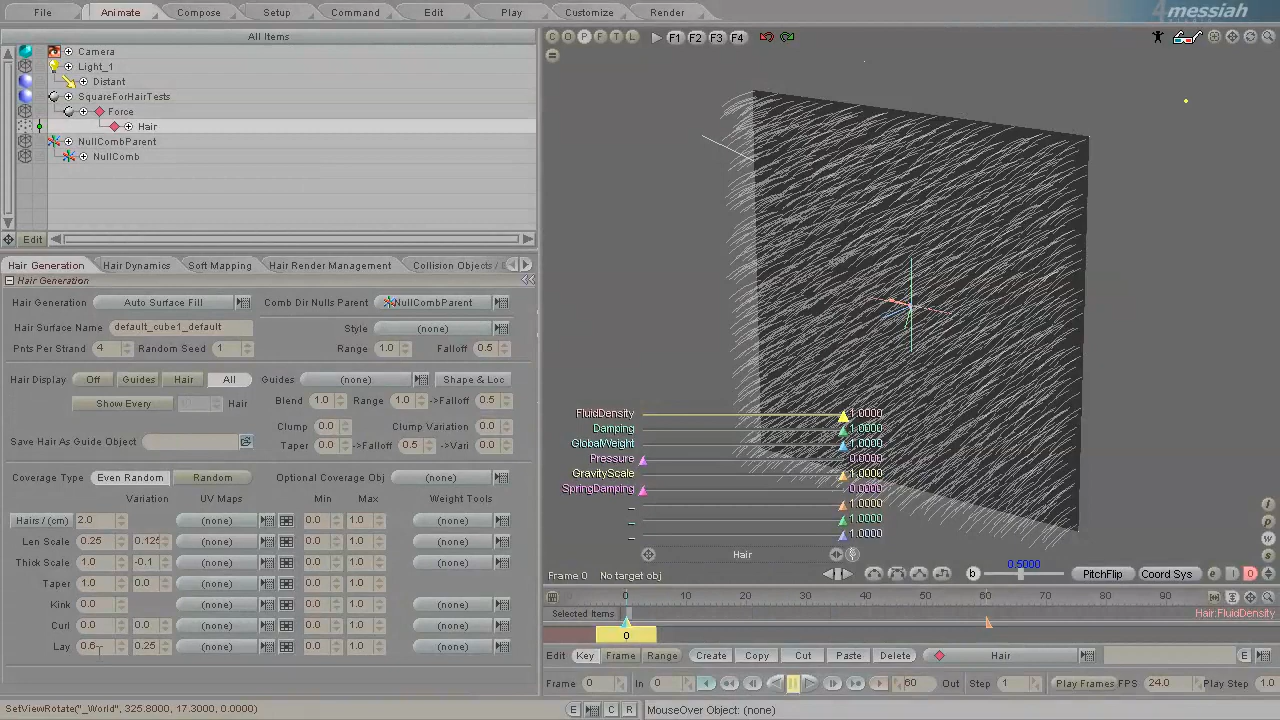 File Animate Compose Setup Command Edit Play Customize Render 4messiah
All Items
C O P F T L F1 F2 F3 F4
Camera
Light_1
Distant
SquareForHairTests
Force
Hair
NullCombParent
NullComb
Edit
Hair Generation Hair Dynamics Soft Mapping Hair Render Management Collision Objects /
Hair Generation
Hair Generation Auto Surface Fill Comb Dir Nulls Parent NullCombParent
Hair Surface Name default_cube1_default Style (none)
Pnts Per Strand 4 Random Seed 1 Range 1.0 Falloff 0.5
Hair Display Off Guides Hair All Guides (none) Shape & Loc
Show Every 10 Hair Blend 1.0 Range 1.0 ->Falloff 0.5
Clump 0.0 Clump Variation 0.0
Save Hair As Guide Object Taper 0.0 ->Falloff 0.5 ->Vari 0.0
Coverage Type Even Random Random Optional Coverage Obj (none)
Variation UV Maps Min Max Weight Tools
Hairs / (cm) 2.0 (none) 0.0 1.0 (none)
Len Scale 0.25 0.125 (none) 0.0 1.0 (none)
Thick Scale 1.0 -0.1 (none) 0.0 1.0 (none)
Taper 1.0 0.0 (none) 0.0 1.0 (none)
Kink 0.0 (none) 0.0 1.0 (none)
Curl 0.0 0.0 (none) 0.0 1.0 (none)
Lay 0.6 0.25 (none) 0.0 1.0 (none)
FluidDensity 1.0000
Damping 1.0000
GlobalWeight 1.0000
Pressure 0.0000
GravityScale 1.0000
SpringDamping 0.0000
_ 1.0000
_ 1.0000
_ 1.0000
Hair
Frame 0 No target obj b 0.5000 PitchFlip Coord Sys e I 0
0 10 20 30 40 50 60 70 80 90
Selected Items Hair:FluidDensity
0
Edit Key Frame Range Create Copy Cut Paste Delete Hair E
Frame 0 In 0 60 Out Step 1 Play Frames FPS 24.0 Play Step 1.0
SetViewRotate("_World", 325.8000, 17.3000, 0.0000) E C R MouseOver Object: (none)